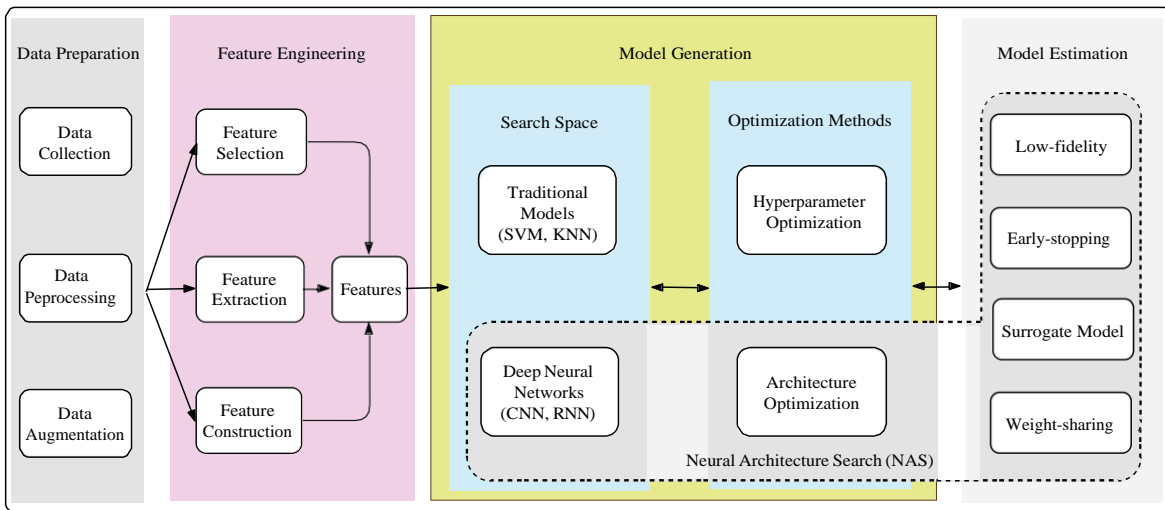 Data Preparation
Data
Collection
Data
Peprocessing
Data
Augmentation
Feature Engineering
Feature
Selection
Feature
Extraction
Feature
Construction
Features
Model Generation
Search Space
Traditional
Models
(SVM, KNN)
Deep Neural
Networks
(CNN, RNN)
Optimization Methods
Hyperparameter
Optimization
Architecture
Optimization
Neural Architecture Search (NAS)
Model Estimation
Low-fidelity
Early-stopping
Surrogate Model
Weight-sharing